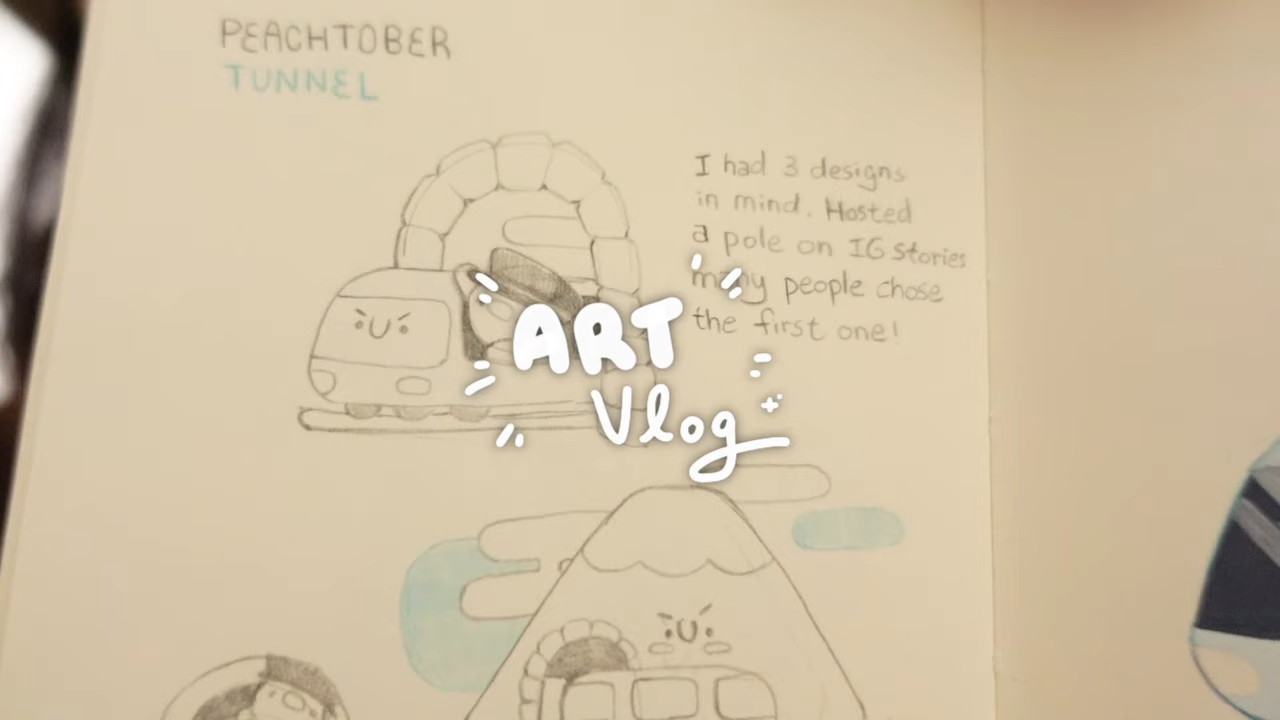 PEACHTOBER
TUNNEL
I had 3 designs
in mind. Hosted
a pole on IG stories
many people chose
the first one!
ART
Vlog